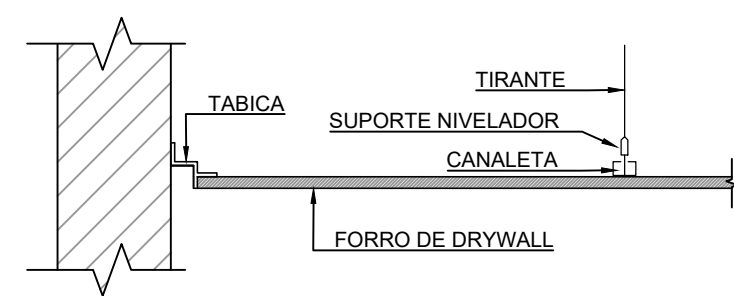 TIRANTE
TABICA
SUPORTE NIVELADOR
CANALETA
FORRO DE DRYWALL